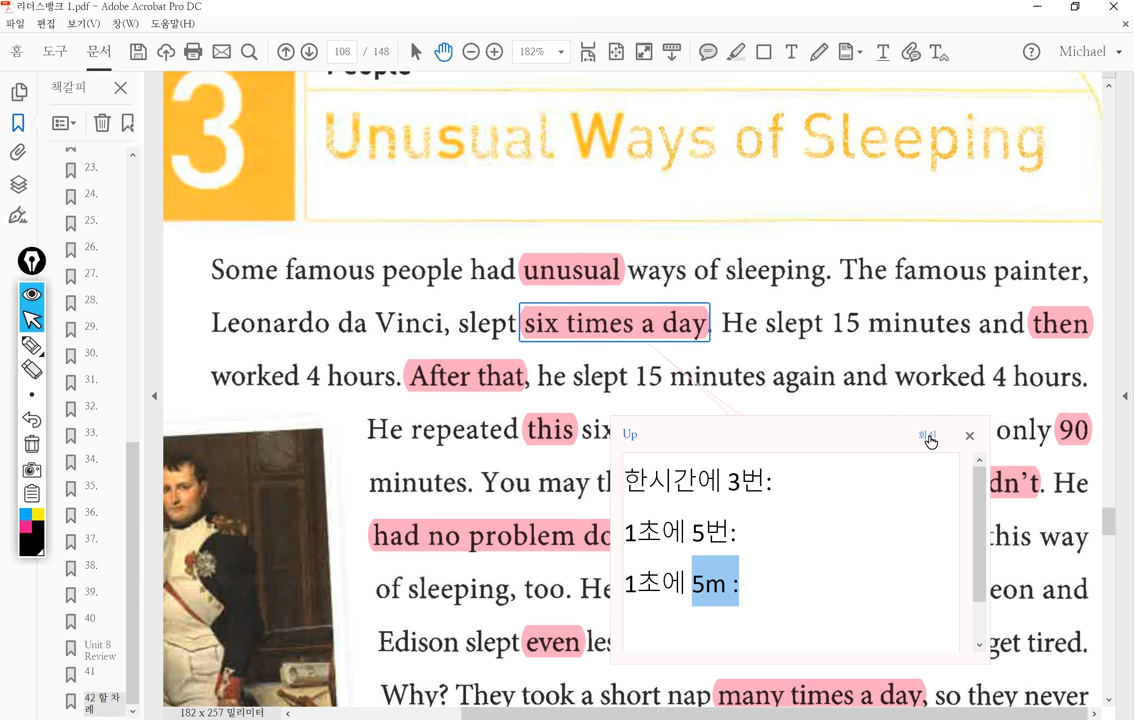 리더스뱅크 1.pdf - Adobe Acrobat Pro DC
파일 편집 보기(V) 창(W) 도움말(H)
홈 도구 문서 108 / 148 182% Michael
책갈피
23.
24.
25.
26.
27.
28.
29.
30.
31.
32.
33.
34.
35.
36.
37.
38.
39.
40
Unit 8
Review
41
42 할 차
례
3
People
Unusual Ways of Sleeping
Some famous people had unusual ways of sleeping. The famous painter,
Leonardo da Vinci, slept six times a day. He slept 15 minutes and then
worked 4 hours. After that, he slept 15 minutes again and worked 4 hours.
He repeated this six only 90
minutes. You may th dn't. He
had no problem do this way
of sleeping, too. He eon and
Edison slept even les get tired.
Why? They took a short nap many times a day, so they never
Up
한시간에 3번:
1초에 5번:
1초에 5m :
182 x 257 밀리미터